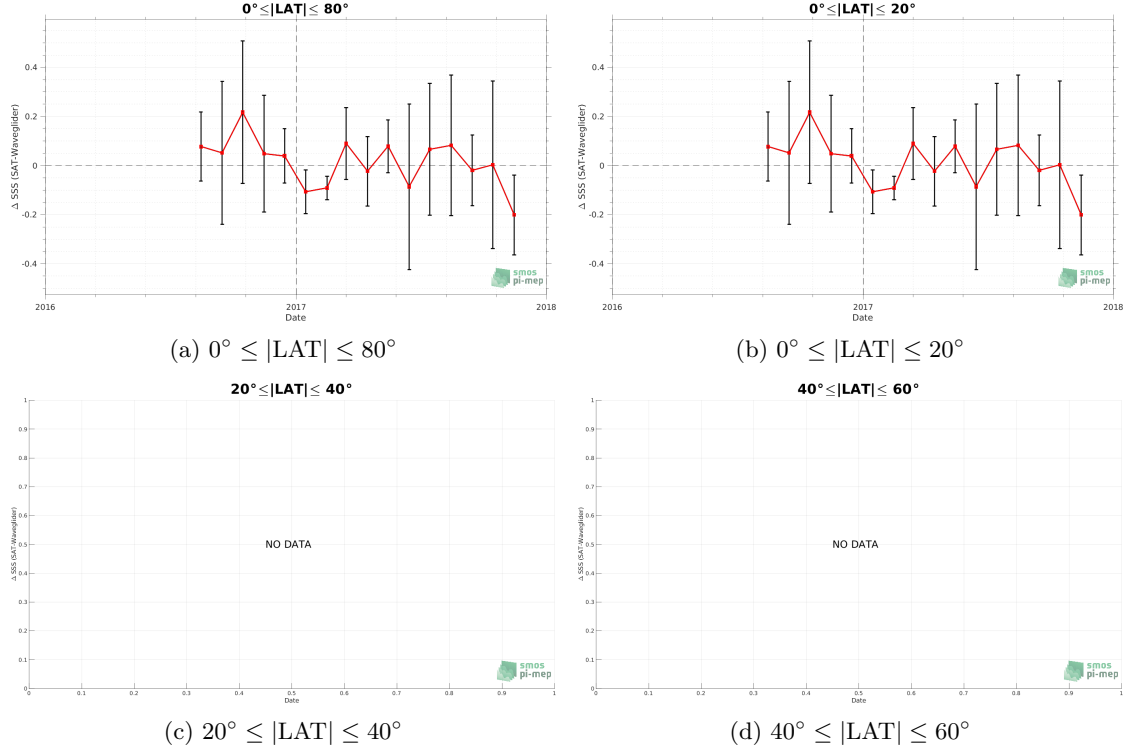 0°≤|LAT|≤ 80°
Δ SSS (SAT-Waveglider)
0.4
0.2
0
-0.2
-0.4
2016
2017
2018
Date
smos
pi-mep
(a) 0° ≤ |LAT| ≤ 80°
0°≤|LAT|≤ 20°
Δ SSS (SAT-Waveglider)
0.4
0.2
0
-0.2
-0.4
2016
2017
2018
Date
smos
pi-mep
(b) 0° ≤ |LAT| ≤ 20°
20°≤|LAT|≤ 40°
Δ SSS (SAT-Waveglider)
1
0.9
0.8
0.7
0.6
0.5
0.4
0.3
0.2
0.1
0
NO DATA
0 0.1 0.2 0.3 0.4 0.5 0.6 0.7 0.8 0.9 1
Date
smos
pi-mep
(c) 20° ≤ |LAT| ≤ 40°
40°≤|LAT|≤ 60°
Δ SSS (SAT-Waveglider)
1
0.9
0.8
0.7
0.6
0.5
0.4
0.3
0.2
0.1
0
NO DATA
0 0.1 0.2 0.3 0.4 0.5 0.6 0.7 0.8 0.9 1
Date
smos
pi-mep
(d) 40° ≤ |LAT| ≤ 60°